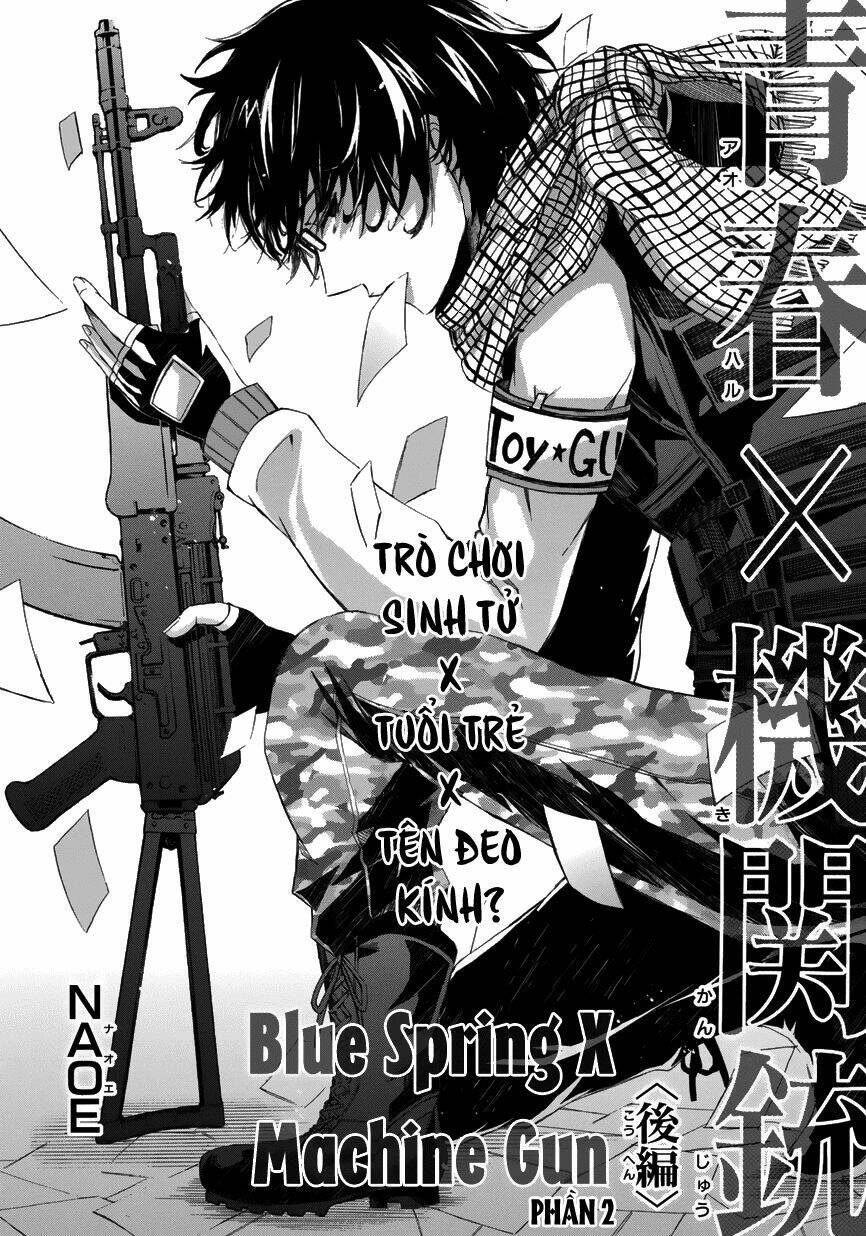 青春×機関銃
アオ
ハル
き
かん
じゅう
〈後編〉
こう
へん
Toy★GU
TRÒ CHƠI
SINH TỬ
X
TUỔI TRẺ
X
TÊN ĐEO
KÍNH?
NAOE
ナオエ
Blue Spring X
Machine Gun
PHẦN 2